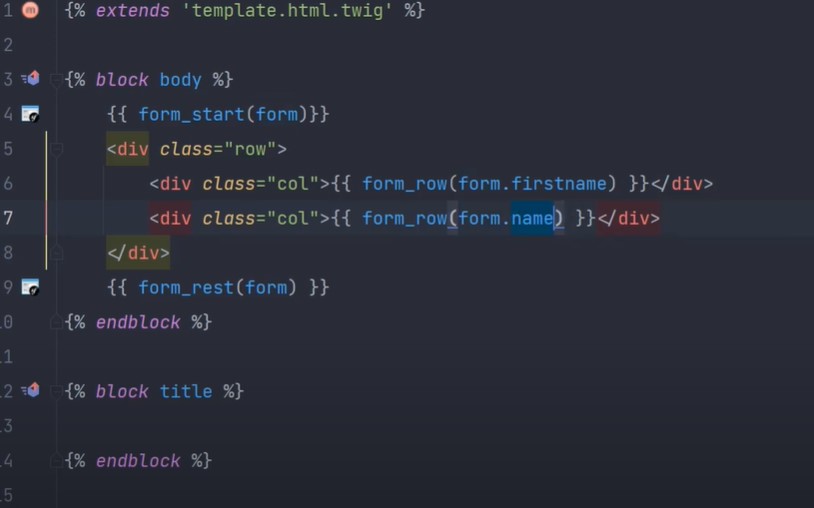 1 {% extends 'template.html.twig' %}
2
3 {% block body %}
4 {{ form_start(form)}}
5 <div class="row">
6 <div class="col">{{ form_row(form.firstname) }}</div>
7 <div class="col">{{ form_row(form.name) }}</div>
8 </div>
9 {{ form_rest(form) }}
0 {% endblock %}
1
2 {% block title %}
3
4 {% endblock %}
5